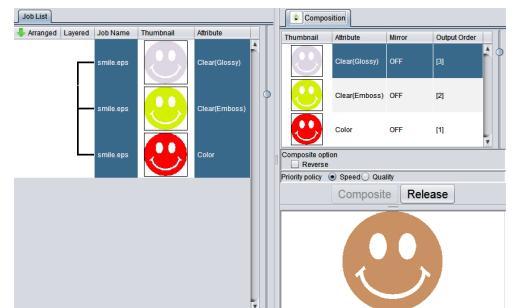 Job List
Arranged Layered Job Name Thumbnail Attribute
smile.eps Clear(Glossy)
smile.eps Clear(Emboss)
smile.eps Color
Composition
Thumbnail Attribute Mirror Output Order
Clear(Glossy) OFF [3]
Clear(Emboss) OFF [2]
Color OFF [1]
Composite option
Reverse
Priority policy Speed Quality
Composite Release